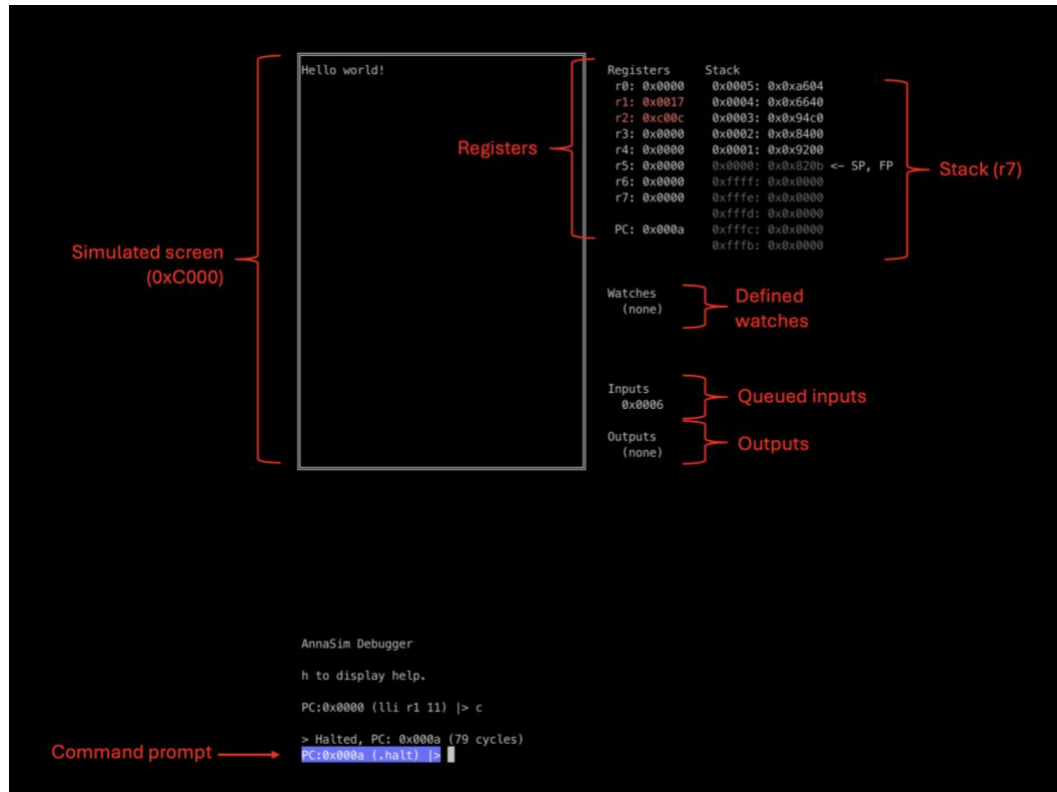 Hello world!
Registers Stack
r0: 0x0000 0x0005: 0x0xa604
r1: 0x0017 0x0004: 0x0x6640
r2: 0xc00c 0x0003: 0x0x94c0
r3: 0x0000 0x0002: 0x0x8400
r4: 0x0000 0x0001: 0x0x9200
r5: 0x0000 0x0000: 0x0x820b <- SP, FP
r6: 0x0000 0xffff: 0x0x0000
r7: 0x0000 0xfffe: 0x0x0000
0xfffd: 0x0x0000
PC: 0x000a 0xfffc: 0x0x0000
0xfffb: 0x0x0000
Registers
Stack (r7)
Simulated screen
(0xC000)
Watches
(none)
Defined
watches
Inputs
0x0006
Queued inputs
Outputs
(none)
Outputs
AnnaSim Debugger
h to display help.
PC:0x0000 (lli r1 11) |> c
> Halted, PC: 0x000a (79 cycles)
Command prompt
PC:0x000a (.halt) |>